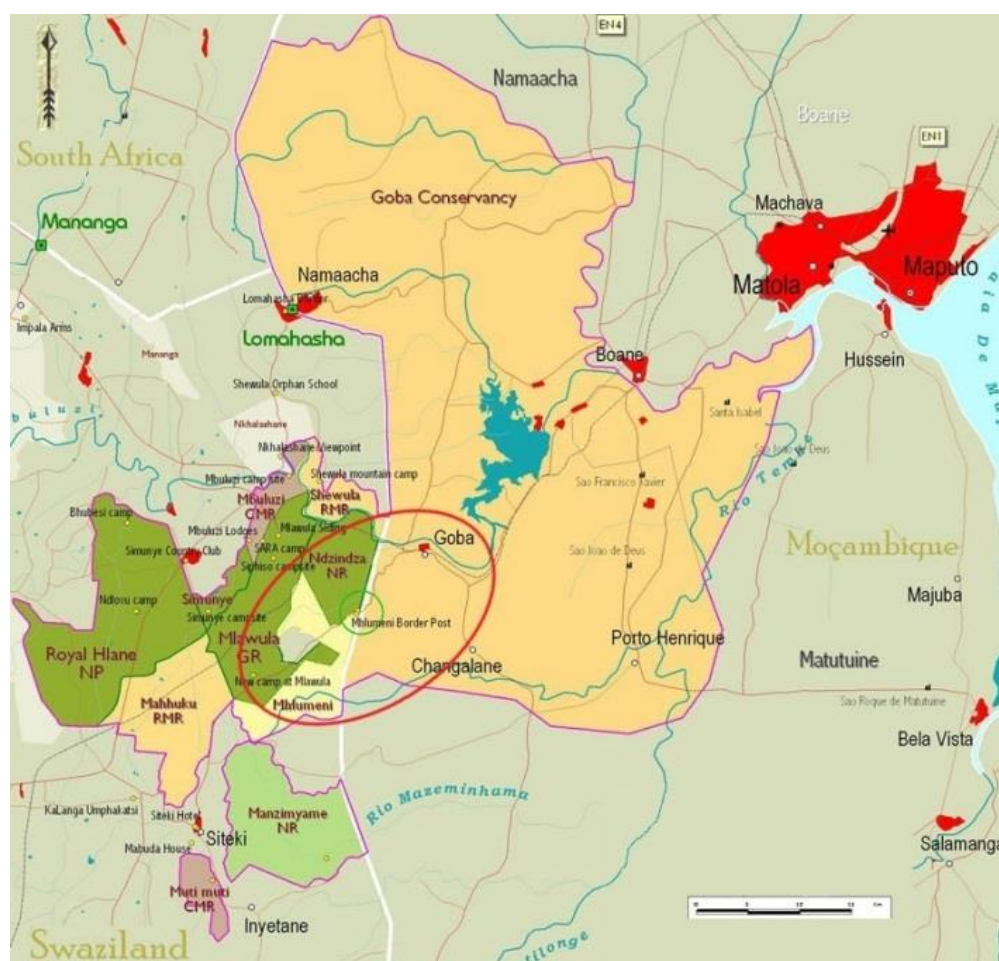 EN4
Namaacha
Boane
EN1
South Africa
Goba Conservancy
Machava
Mananga
Maputo
Matola
Namaacha
Lomahasha
Impala Arms
Lomahasha
Mananga
Boane
Hussein
Shewula Orphan School
Santa Isabel
Nkhalashane
Nkhalashane Viewpoint
Sao Joao de Deus
Mbuluzi camp site
Shewula mountain camp
Sao Francisco Xavier
Rio Tembe
Mbuluzi
CMR
Shewula
RMR
Bhubesi camp
Mbuluzi Lodges
Mlawula Siding
Goba
Simunye Country Club
SARA camp
Ndzindza
NR
Sao Joao de Deus
Moçambique
Siphiso campsite
Ndlovu camp
Simunye
Majuba
Simunye campsite
Mhlumeni Border Post
Mlawula
GR
Porto Henrique
Royal Hlane
NP
Changalane
Matutuine
New camp at Mlawula
Mahhuku
RMR
Mhlumeni
Sao Roque de Matutuine
Bela Vista
Rio Mazeminhama
KaLanga Umphakatsi
Manzimyame
NR
Siteki Hotel
Siteki
Mabuda House
Salamanga
Muti muti
CMR
Inyetane
Swaziland